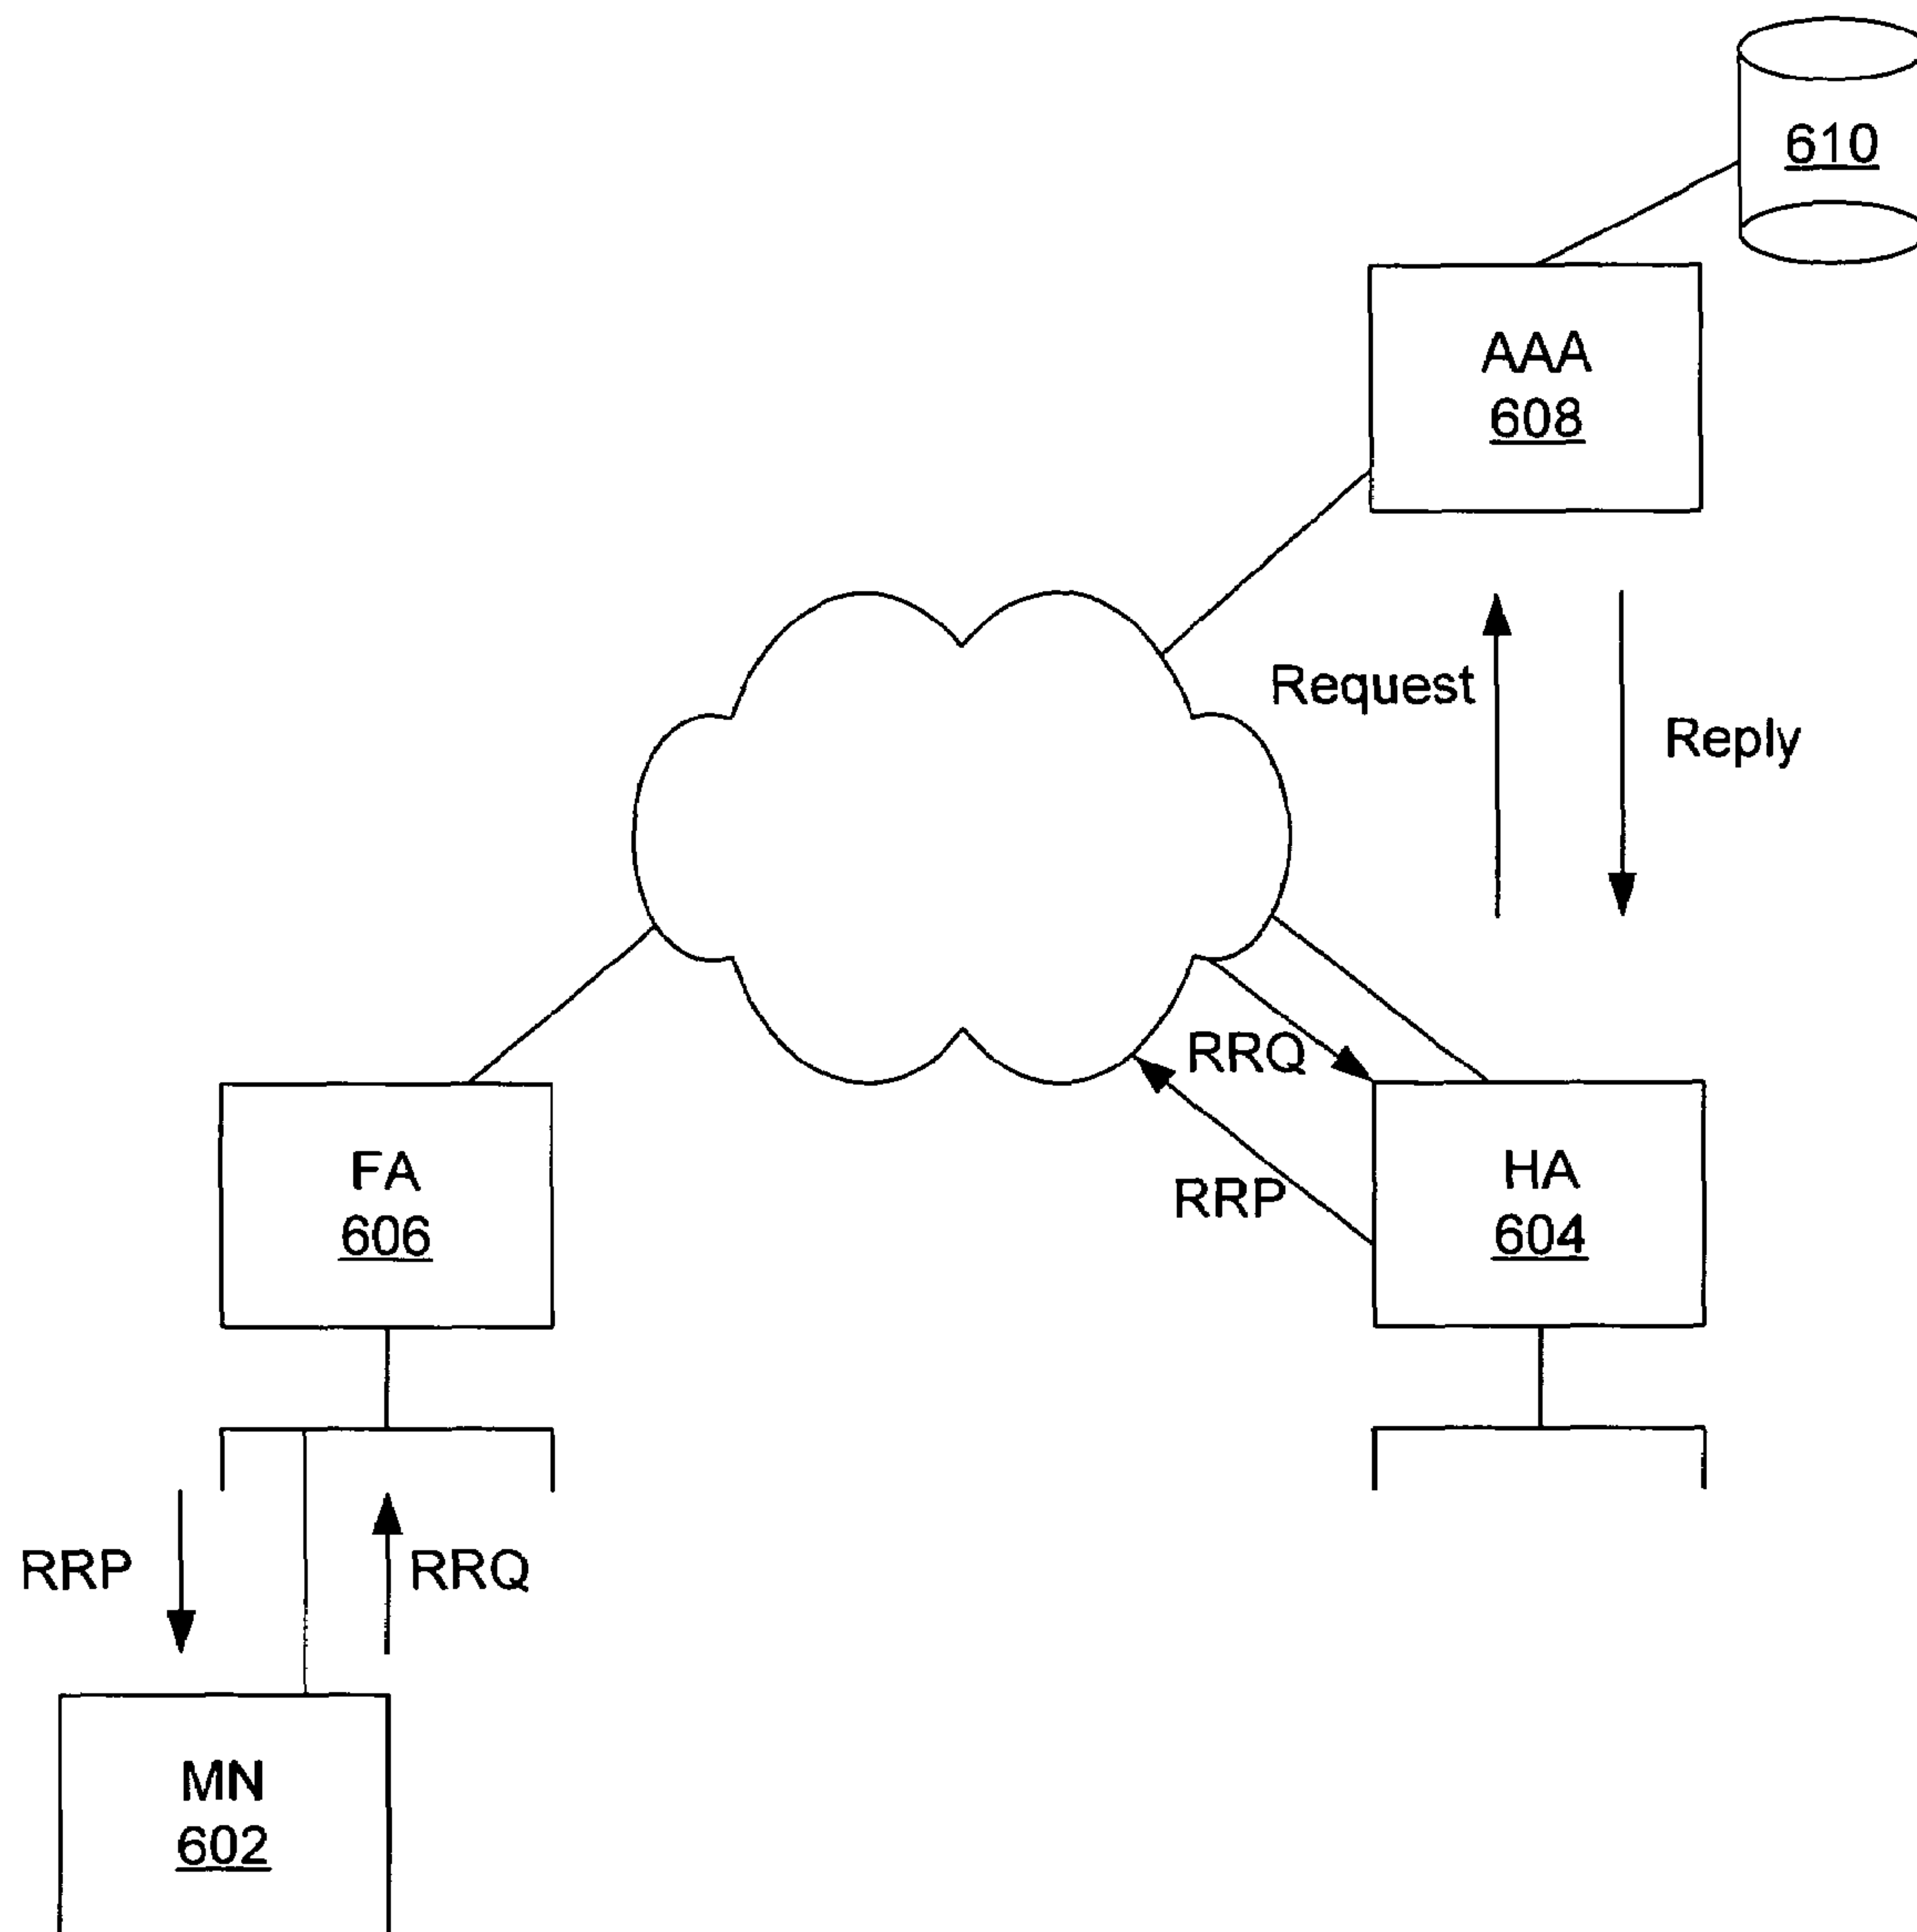 610
AAA
608
Request
Reply
RRQ
RRP
FA
606
HA
604
RRP
RRQ
MN
602